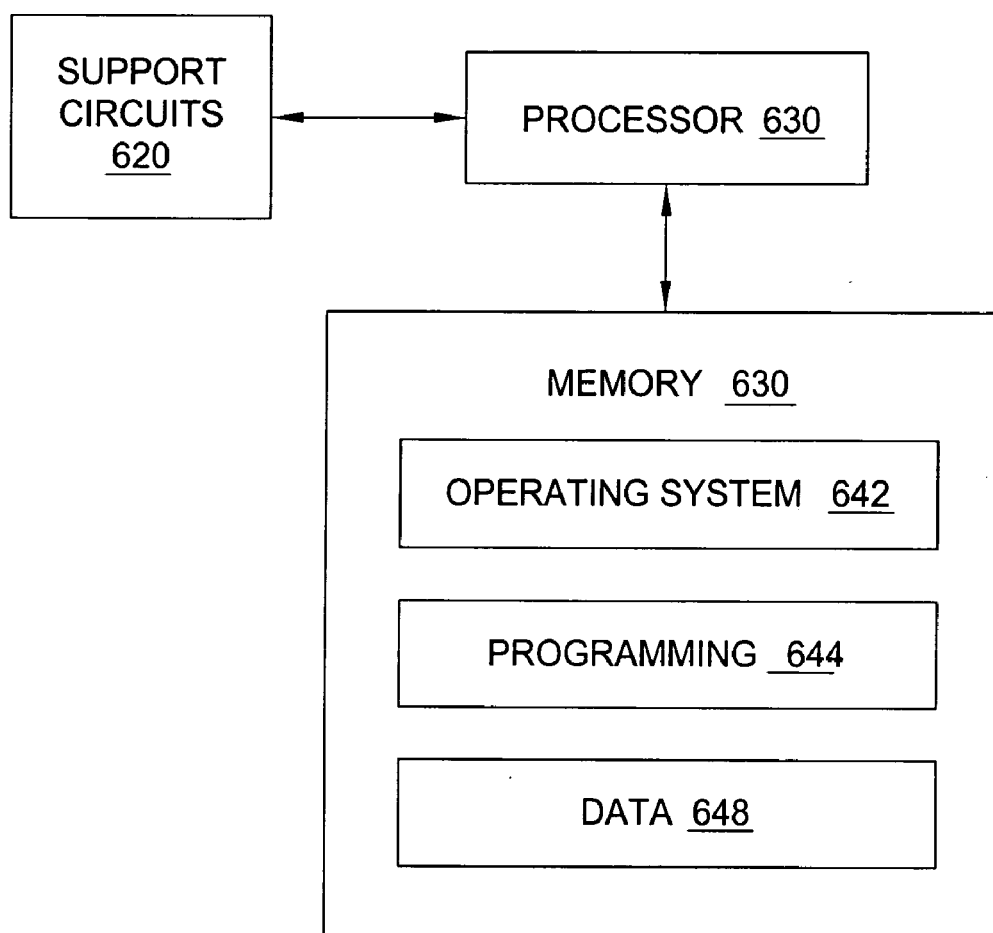 SUPPORT
CIRCUITS
620
PROCESSOR 630
MEMORY 630
OPERATING SYSTEM 642
PROGRAMMING 644
DATA 648